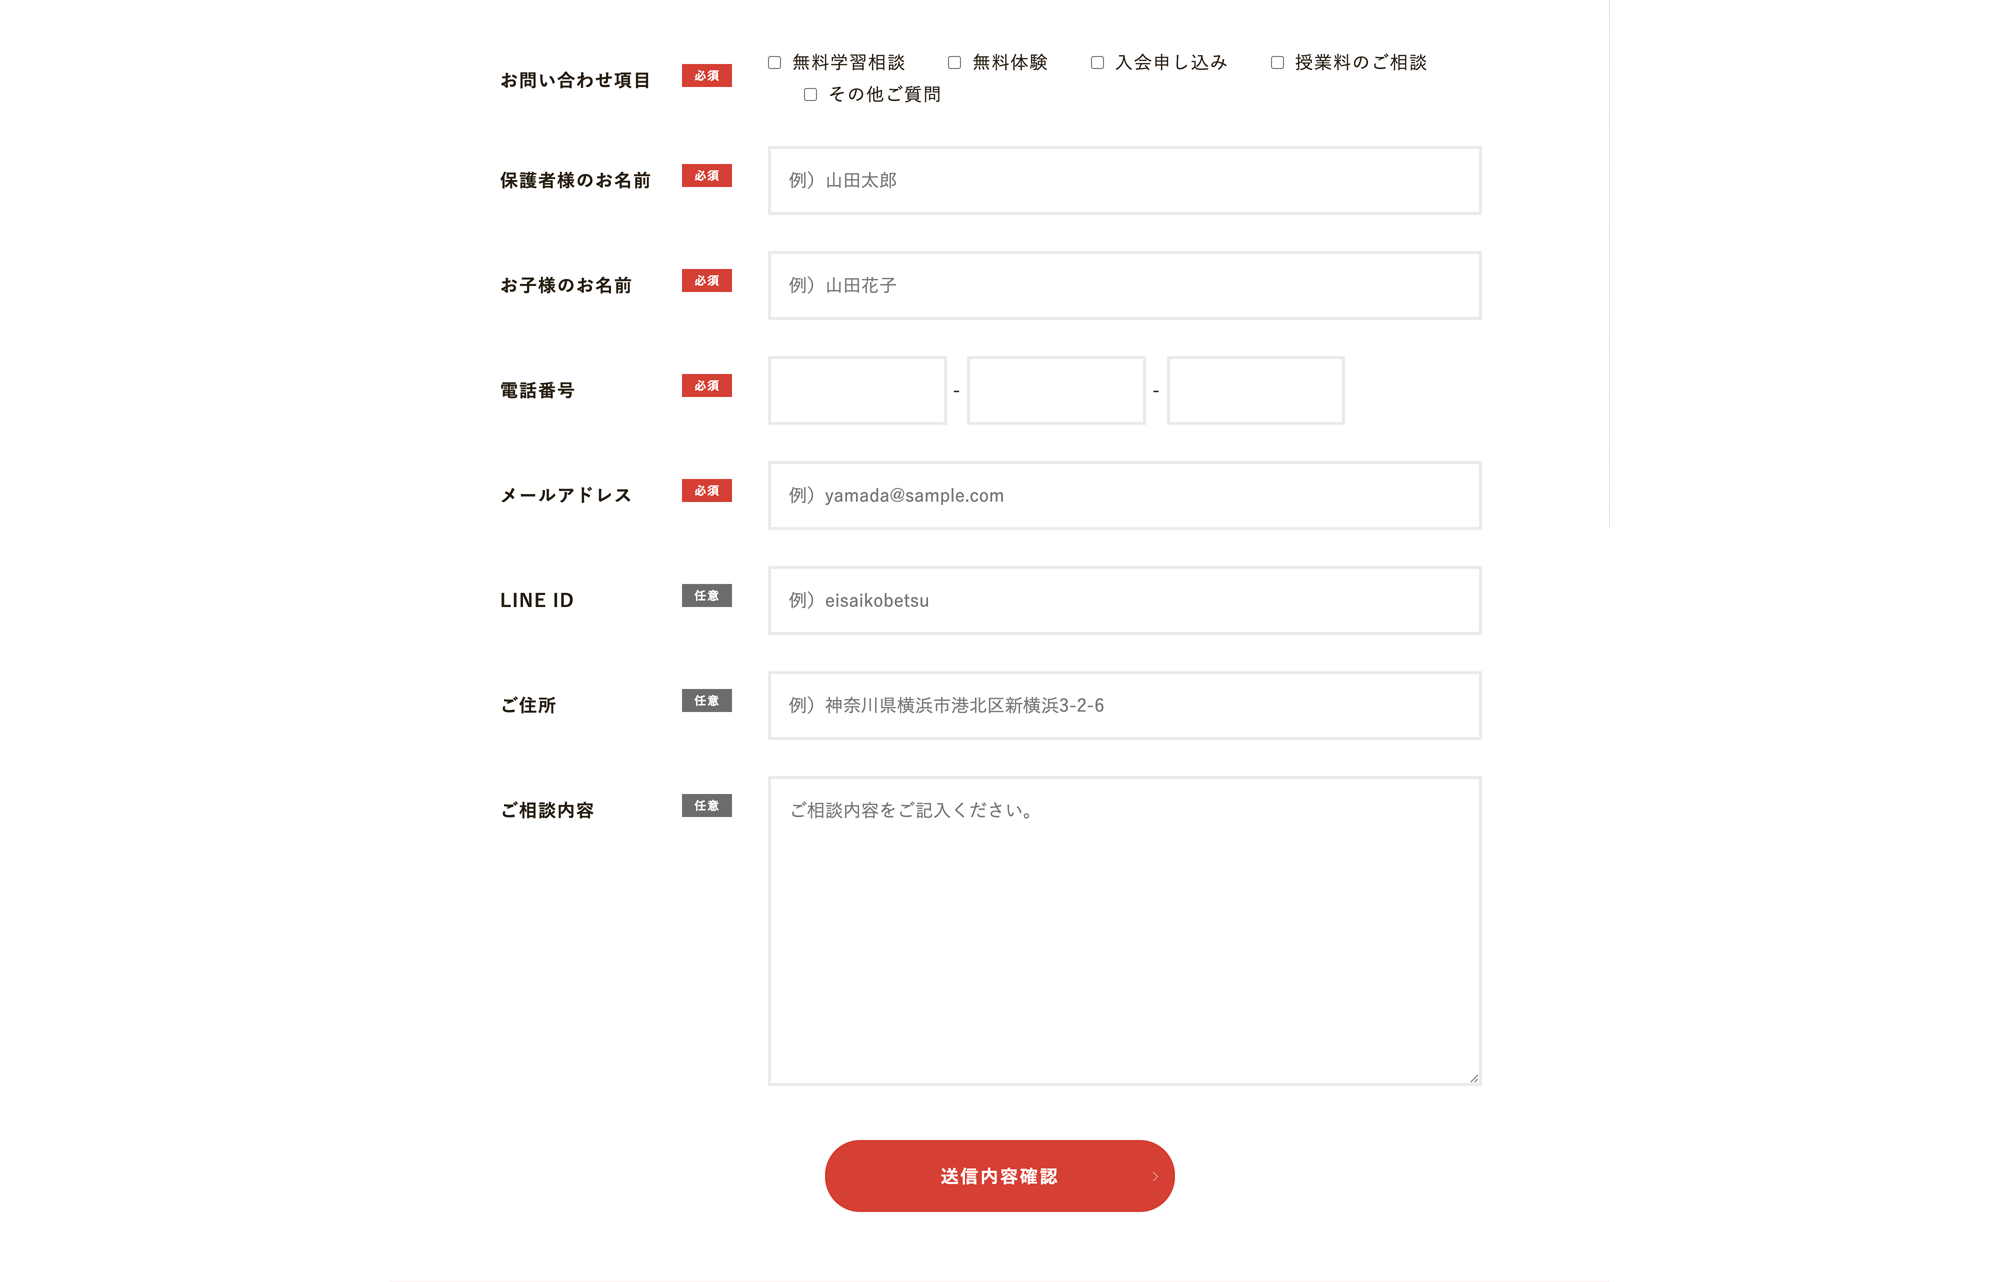 お問い合わせ項目 必須 無料学習相談 無料体験 入会申し込み 授業料のご相談
その他ご質問
保護者様のお名前 必須 例）山田太郎
お子様のお名前 必須 例）山田花子
電話番号 必須 - -
メールアドレス 必須 例）yamada@sample.com
LINE ID 任意 例）eisaikobetsu
ご住所 任意 例）神奈川県横浜市港北区新横浜3-2-6
ご相談内容 任意 ご相談内容をご記入ください。
送信内容確認